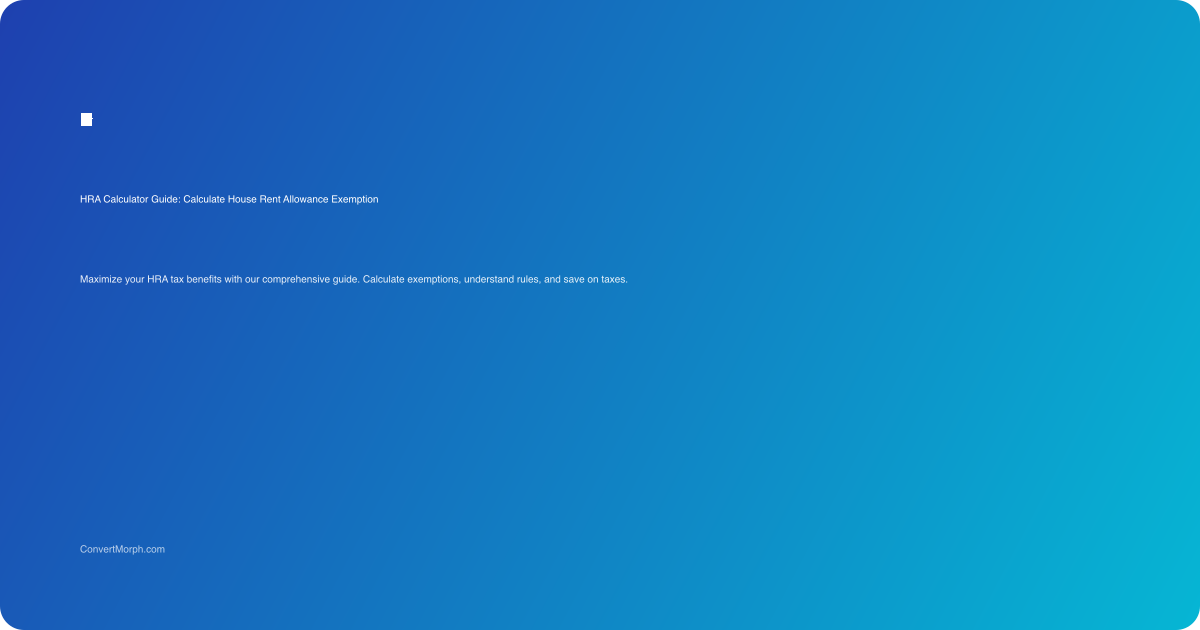 HRA Calculator Guide: Calculate House Rent Allowance Exemption
Maximize your HRA tax benefits with our comprehensive guide. Calculate exemptions, understand rules, and save on taxes.
ConvertMorph.com